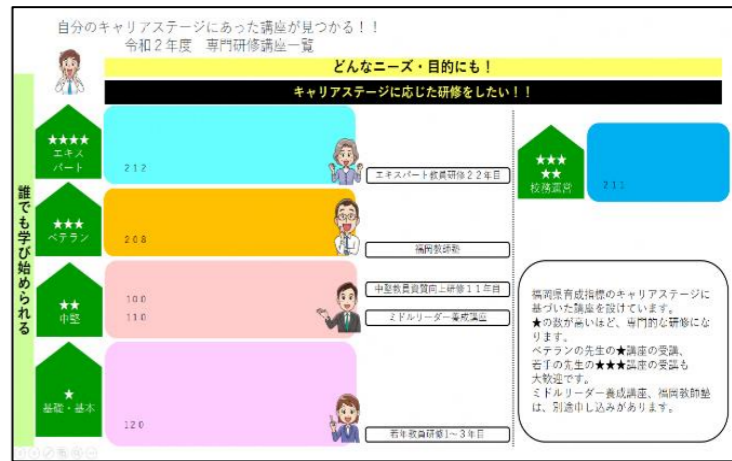 自分のキャリアステージにあった講座が見つかる！！
令和２年度　専門研修講座一覧
どんなニーズ・目的にも！
キャリアステージに応じた研修をしたい！！
誰でも学び始められる
★★★★
エキス
パート
212
エキスパート教員研修２２年目
★★★
★★
校務運営
211
★★★
ベテラン
208
福岡教師塾
★★
中堅
100
110
中堅教員資質向上研修１１年目
ミドルリーダー養成講座
★
基礎・基本
120
若年教員研修1～３年目
福岡県育成指標のキャリアステージに
基づいた講座を設けています。
★の数が高いほど、専門的な研修にな
ります。
ベテランの先生の★講座の受講、
若手の先生の★★★講座の受講も
大歓迎です。
ミドルリーダー養成講座、福岡教師塾
は、別途申し込みがあります。